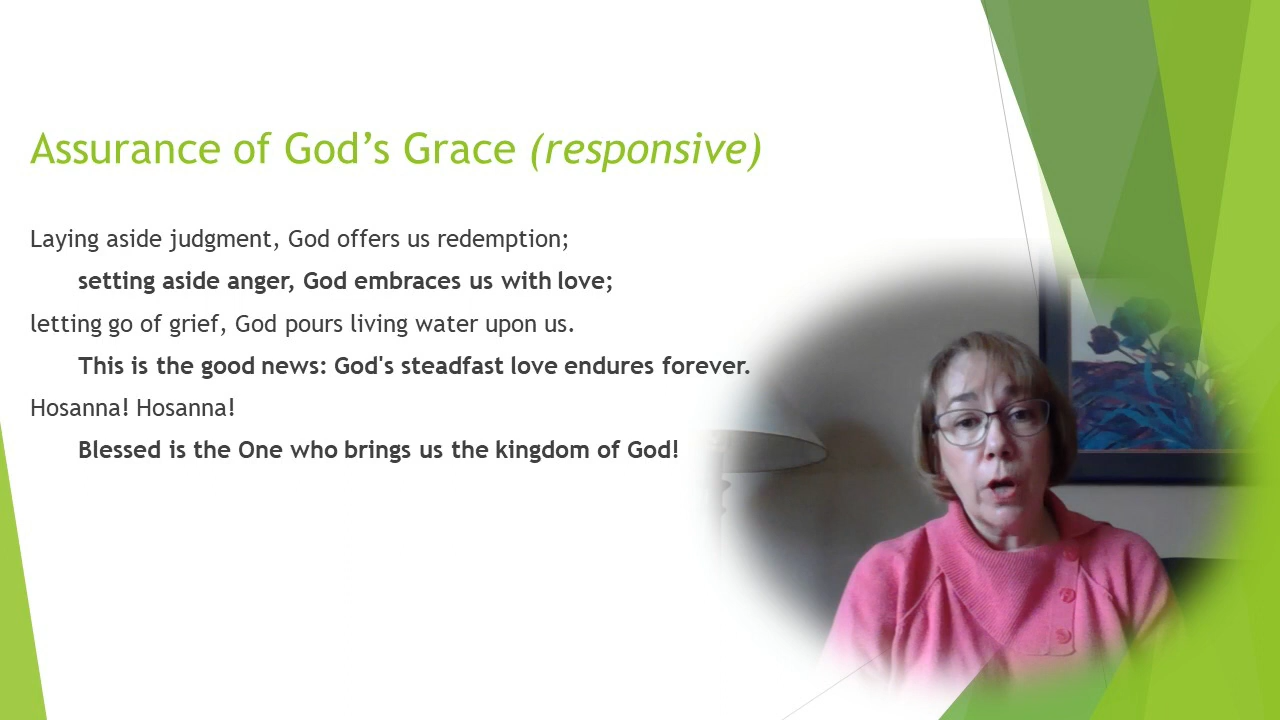 Assurance of God’s Grace (responsive)
Laying aside judgment, God offers us redemption;
setting aside anger, God embraces us with love;
letting go of grief, God pours living water upon us.
This is the good news: God's steadfast love endures forever.
Hosanna! Hosanna!
Blessed is the One who brings us the kingdom of God!